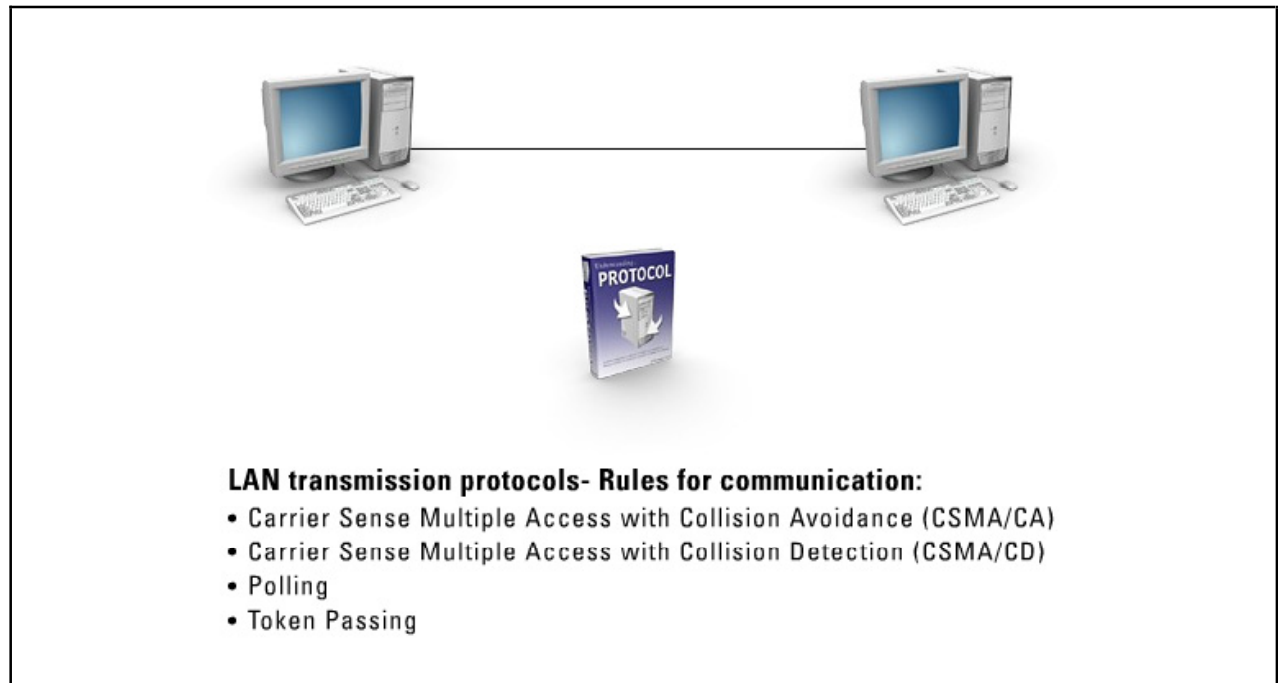 Understanding
PROTOCOL
LAN transmission protocols- Rules for communication:
• Carrier Sense Multiple Access with Collision Avoidance (CSMA/CA)
• Carrier Sense Multiple Access with Collision Detection (CSMA/CD)
• Polling
• Token Passing